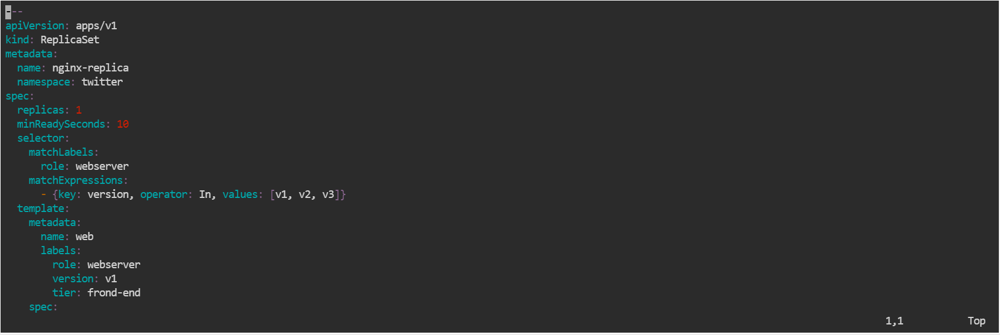 ---
apiVersion: apps/v1
kind: ReplicaSet
metadata:
  name: nginx-replica
  namespace: twitter
spec:
  replicas: 1
  minReadySeconds: 10
  selector:
    matchLabels:
      role: webserver
    matchExpressions:
      - {key: version, operator: In, values: [v1, v2, v3]}
  template:
    metadata:
      name: web
      labels:
        role: webserver
        version: v1
        tier: frond-end
    spec:
1,1 Top